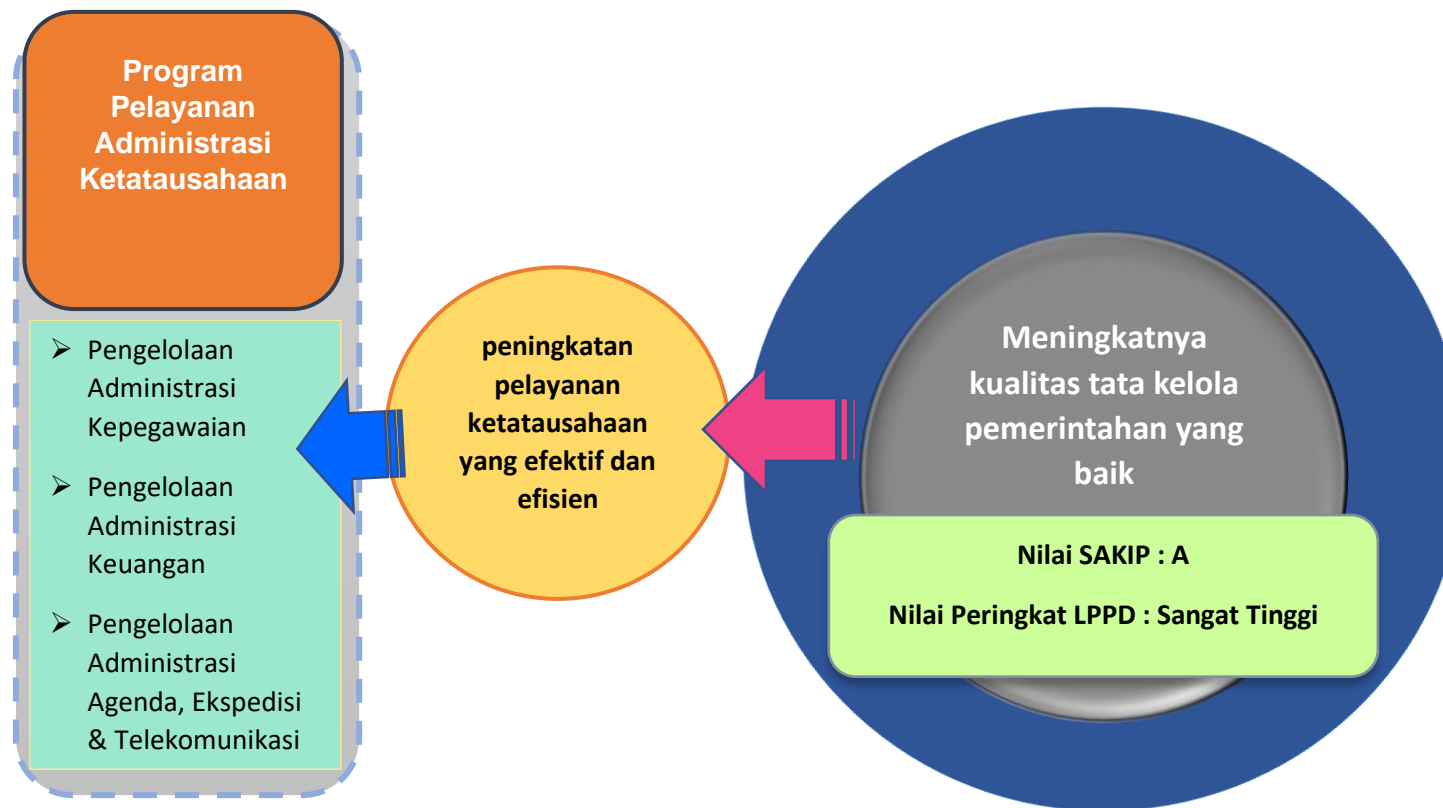 Program
Pelayanan
Administrasi
Ketatausahaan
➢ Pengelolaan
Administrasi
Kepegawaian
➢ Pengelolaan
Administrasi
Keuangan
➢ Pengelolaan
Administrasi
Agenda, Ekspedisi
& Telekomunikasi
peningkatan
pelayanan
ketatausahaan
yang efektif dan
efisien
Meningkatnya
kualitas tata kelola
pemerintahan yang
baik
Nilai SAKIP : A
Nilai Peringkat LPPD : Sangat Tinggi